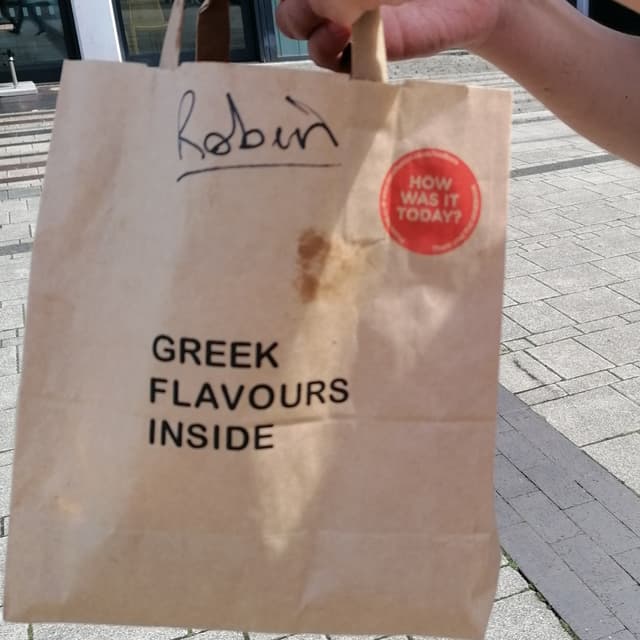 Robin
HOW
WAS IT
TODAY?
GREEK
FLAVOURS
INSIDE